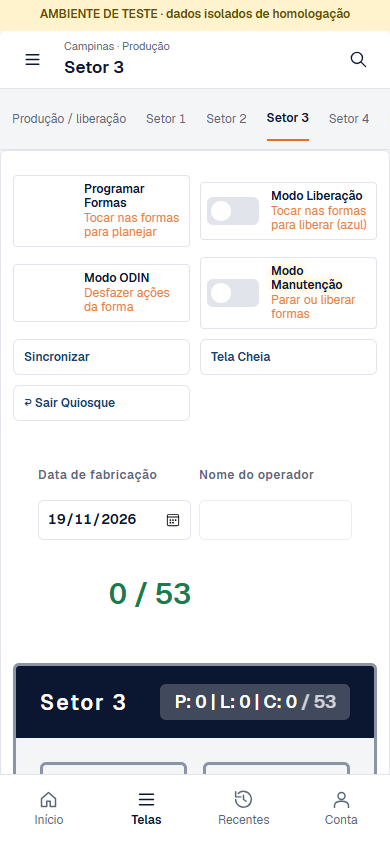 AMBIENTE DE TESTE · dados isolados de homologação
Campinas · Produção
Setor 3
Produção / liberação
Setor 1
Setor 2
Setor 3
Setor 4
Programar
Formas
Tocar nas formas
para planejar
Modo Liberação
Tocar nas formas
para liberar (azul)
Modo ODIN
Desfazer ações
da forma
Modo
Manutenção
Parar ou liberar
formas
Sincronizar
Tela Cheia
Sair Quiosque
Data de fabricação
Nome do operador
19/11/2026
0 / 53
Setor 3
P: 0 | L: 0 | C: 0 / 53
Início
Telas
Recentes
Conta